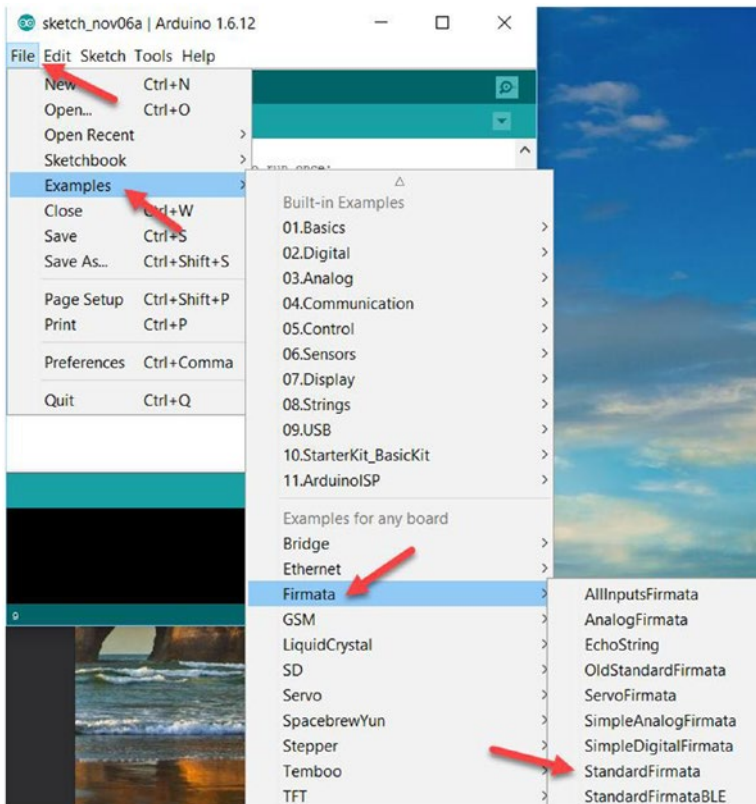 sketch_nov06a | Arduino 1.6.12
File Edit Sketch Tools Help
New Ctrl+N
Open... Ctrl+O
Open Recent
Sketchbook
Examples
Close Ctrl+W
Save Ctrl+S
Save As... Ctrl+Shift+S
Page Setup Ctrl+Shift+P
Print Ctrl+P
Preferences Ctrl+Comma
Quit Ctrl+Q
run once:
Built-in Examples
01.Basics
02.Digital
03.Analog
04.Communication
05.Control
06.Sensors
07.Display
08.Strings
09.USB
10.StarterKit_BasicKit
11.ArduinoISP
Examples for any board
Bridge
Ethernet
Firmata
GSM
LiquidCrystal
SD
Servo
SpacebrewYun
Stepper
Temboo
TFT
AllInputsFirmata
AnalogFirmata
EchoString
OldStandardFirmata
ServoFirmata
SimpleAnalogFirmata
SimpleDigitalFirmata
StandardFirmata
StandardFirmataBLE
9